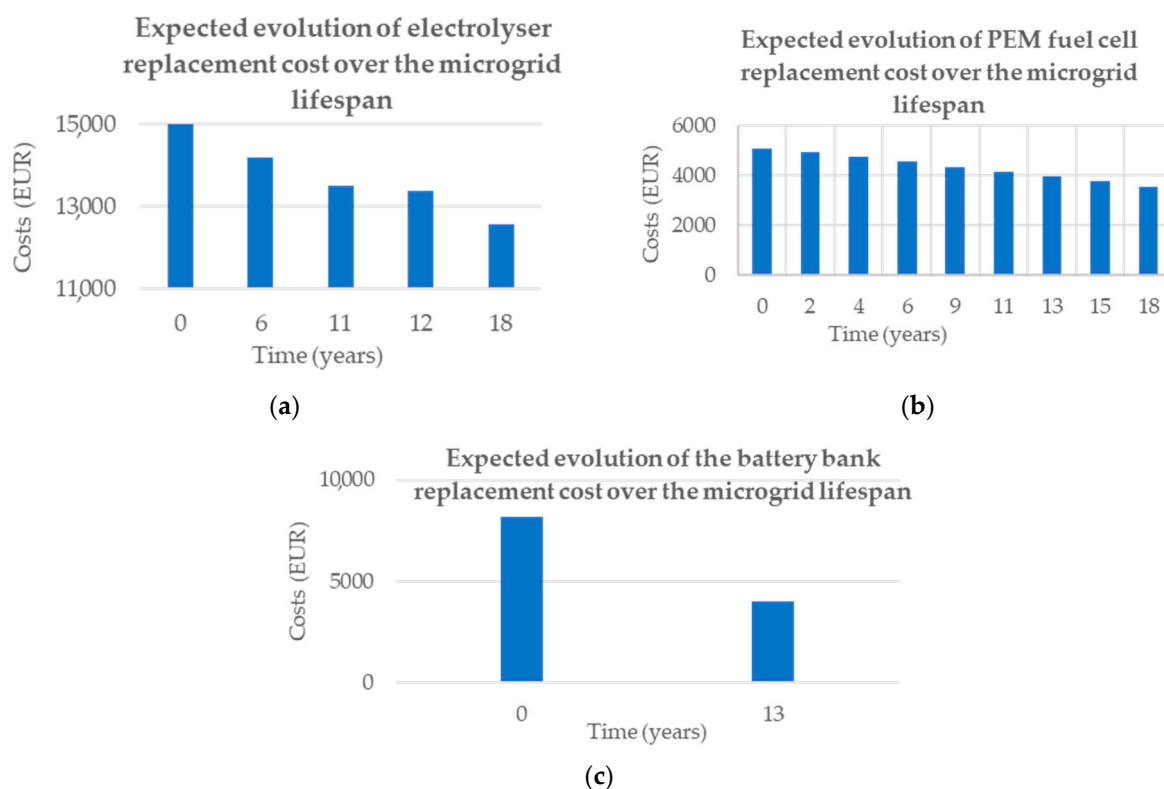 Expected evolution of electrolyser
replacement cost over the microgrid
lifespan
15,000
13,000
11,000
Costs (EUR)
0 6 11 12 18
Time (years)
(a)
Expected evolution of PEM fuel cell
replacement cost over the microgrid
lifespan
6000
4000
2000
0
Costs (EUR)
0 2 4 6 9 11 13 15 18
Time (years)
(b)
Expected evolution of the battery bank
replacement cost over the microgrid lifespan
10,000
5000
0
Costs (EUR)
0 13
Time (years)
(c)